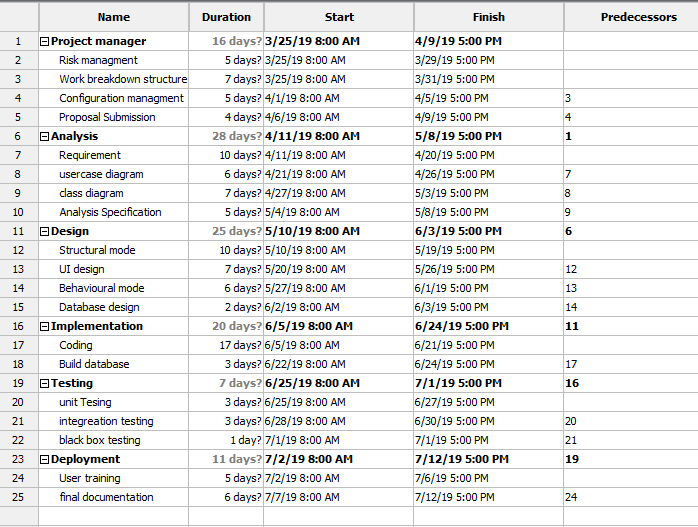 Name Duration Start Finish Predecessors
1 Project manager 16 days? 3/25/19 8:00 AM 4/9/19 5:00 PM
2 Risk managment 5 days? 3/25/19 8:00 AM 3/29/19 5:00 PM
3 Work breakdown structure 7 days? 3/25/19 8:00 AM 3/31/19 5:00 PM
4 Configuration managment 5 days? 4/1/19 8:00 AM 4/5/19 5:00 PM 3
5 Proposal Submission 4 days? 4/6/19 8:00 AM 4/9/19 5:00 PM 4
6 Analysis 28 days? 4/11/19 8:00 AM 5/8/19 5:00 PM 1
7 Requirement 10 days? 4/11/19 8:00 AM 4/20/19 5:00 PM
8 usercase diagram 6 days? 4/21/19 8:00 AM 4/26/19 5:00 PM 7
9 class diagram 7 days? 4/27/19 8:00 AM 5/3/19 5:00 PM 8
10 Analysis Specification 5 days? 5/4/19 8:00 AM 5/8/19 5:00 PM 9
11 Design 25 days? 5/10/19 8:00 AM 6/3/19 5:00 PM 6
12 Structural mode 10 days? 5/10/19 8:00 AM 5/19/19 5:00 PM
13 UI design 7 days? 5/20/19 8:00 AM 5/26/19 5:00 PM 12
14 Behavioural mode 6 days? 5/27/19 8:00 AM 6/1/19 5:00 PM 13
15 Database design 2 days? 6/2/19 8:00 AM 6/3/19 5:00 PM 14
16 Implementation 20 days? 6/5/19 8:00 AM 6/24/19 5:00 PM 11
17 Coding 17 days? 6/5/19 8:00 AM 6/21/19 5:00 PM
18 Build database 3 days? 6/22/19 8:00 AM 6/24/19 5:00 PM 17
19 Testing 7 days? 6/25/19 8:00 AM 7/1/19 5:00 PM 16
20 unit Tesing 3 days? 6/25/19 8:00 AM 6/27/19 5:00 PM
21 integreation testing 3 days? 6/28/19 8:00 AM 6/30/19 5:00 PM 20
22 black box testing 1 day? 7/1/19 8:00 AM 7/1/19 5:00 PM 21
23 Deployment 11 days? 7/2/19 8:00 AM 7/12/19 5:00 PM 19
24 User training 5 days? 7/2/19 8:00 AM 7/6/19 5:00 PM
25 final documentation 6 days? 7/7/19 8:00 AM 7/12/19 5:00 PM 24